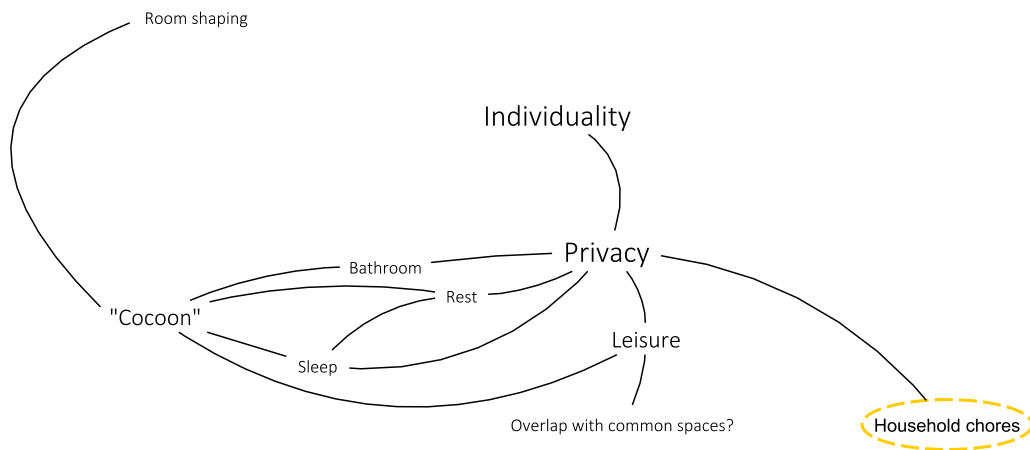 Room shaping
Individuality
Privacy
Bathroom
Rest
"Cocoon"
Leisure
Sleep
Overlap with common spaces?
Household chores